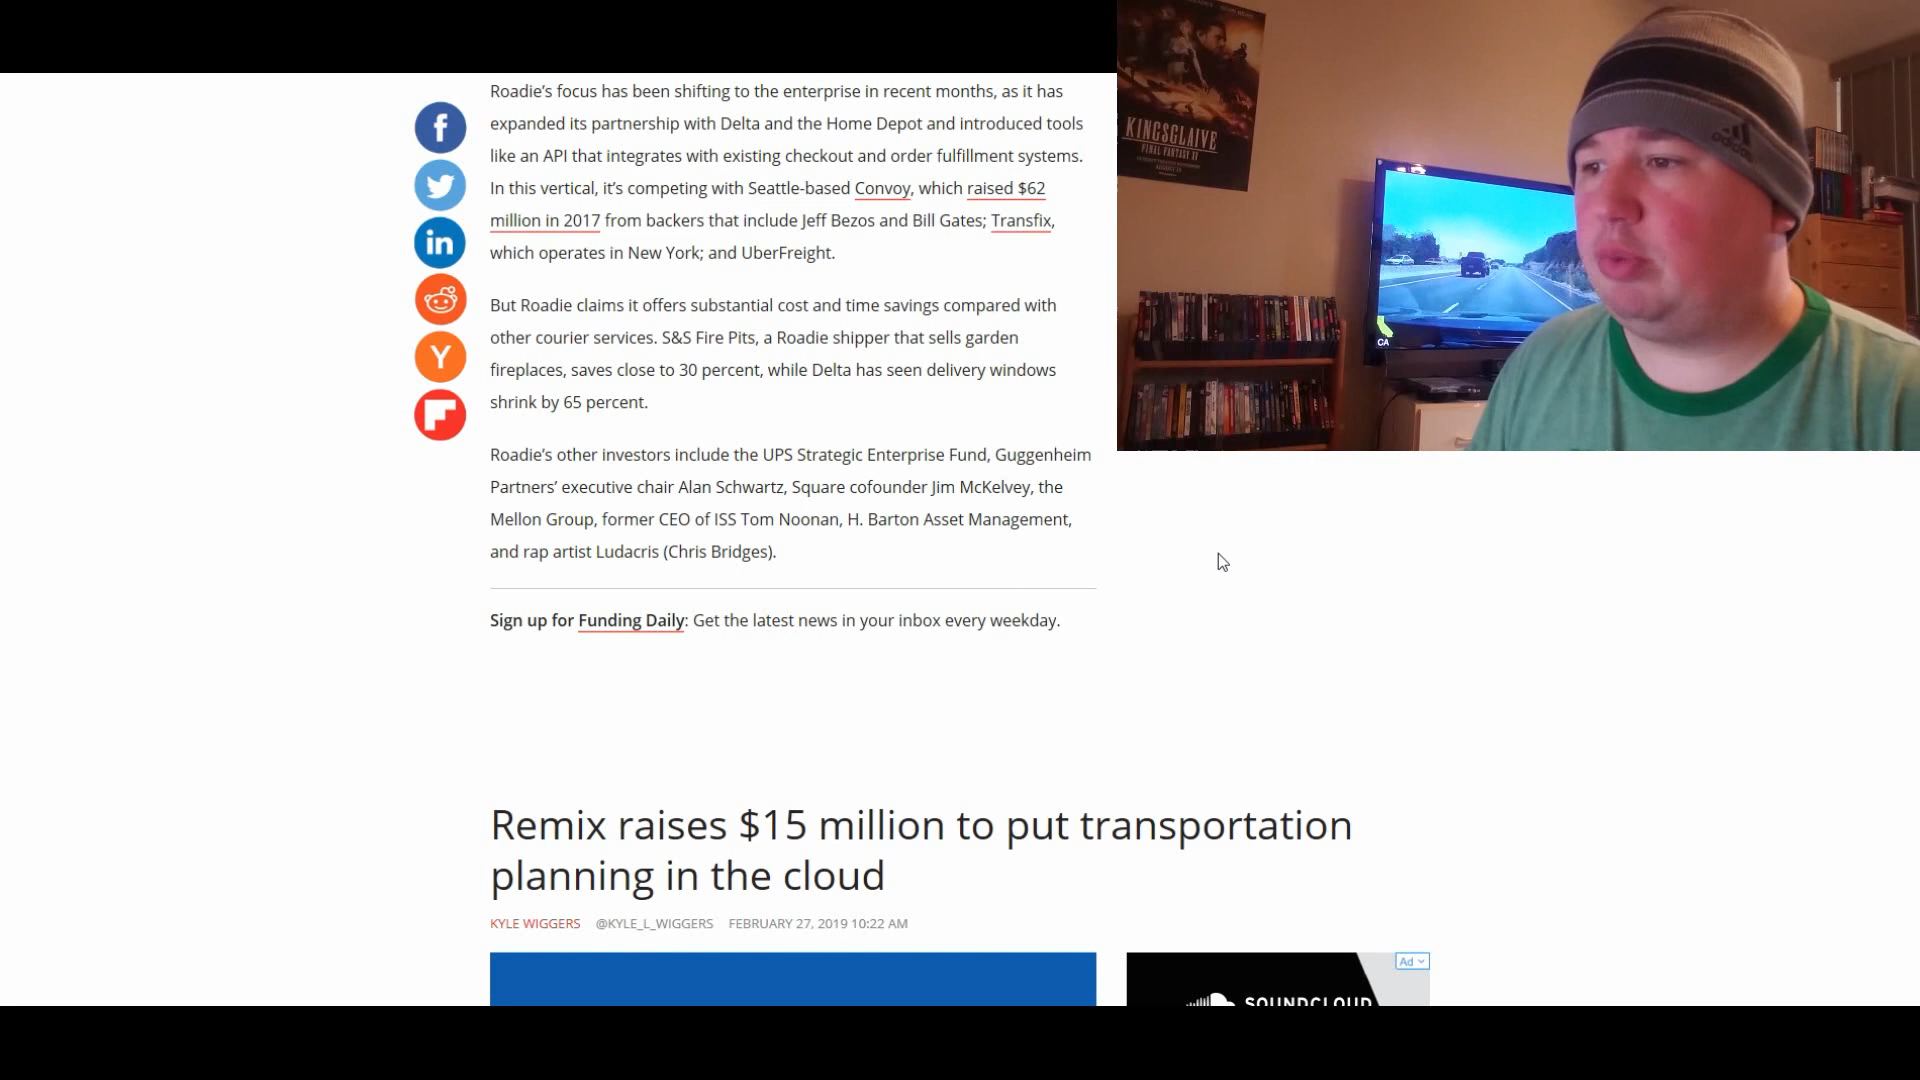 Roadie’s focus has been shifting to the enterprise in recent months, as it has
expanded its partnership with Delta and the Home Depot and introduced tools
like an API that integrates with existing checkout and order fulfillment systems.
In this vertical, it’s competing with Seattle-based Convoy, which raised $62
million in 2017 from backers that include Jeff Bezos and Bill Gates; Transfix,
which operates in New York; and UberFreight.
But Roadie claims it offers substantial cost and time savings compared with
other courier services. S&S Fire Pits, a Roadie shipper that sells garden
fireplaces, saves close to 30 percent, while Delta has seen delivery windows
shrink by 65 percent.
Roadie’s other investors include the UPS Strategic Enterprise Fund, Guggenheim
Partners’ executive chair Alan Schwartz, Square cofounder Jim McKelvey, the
Mellon Group, former CEO of ISS Tom Noonan, H. Barton Asset Management,
and rap artist Ludacris (Chris Bridges).
Sign up for Funding Daily: Get the latest news in your inbox every weekday.
Remix raises $15 million to put transportation
planning in the cloud
KYLE WIGGERS @KYLE_L_WIGGERS FEBRUARY 27, 2019 10:22 AM
Ad
SOUNDCLOUD
KINGSGLAIVE
FINAL FANTASY XV
CA
adidas